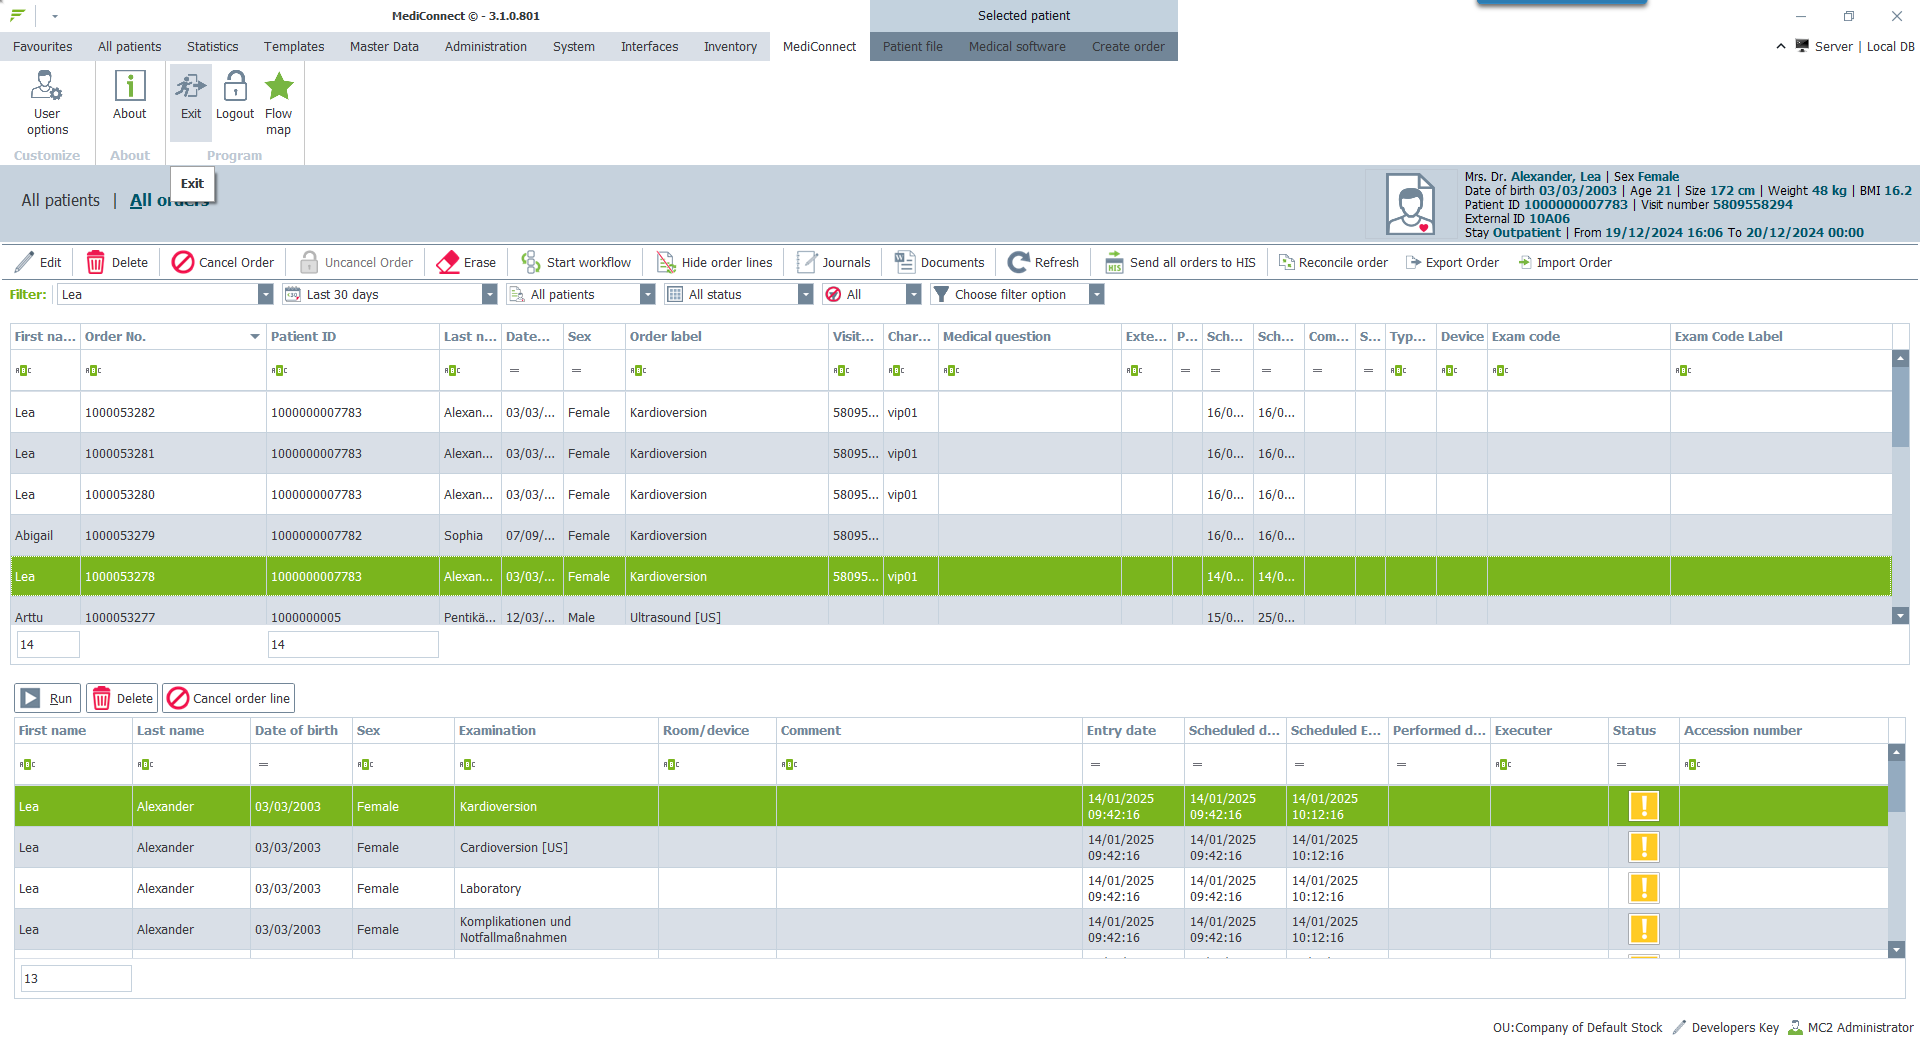 MediConnect © - 3.1.0.801
Selected patient
Favourites All patients Statistics Templates Master Data Administration System Interfaces Inventory MediConnect Patient file Medical software Create order Server | Local DB
User options About Exit Logout Flow map
Customize About Program
Exit
All patients | All orders
Mrs. Dr. Alexander, Lea | Sex Female
Date of birth 03/03/2003 | Age 21 | Size 172 cm | Weight 48 kg | BMI 16.2
Patient ID 1000000007783 | Visit number 5809558294
External ID 10A06
Stay Outpatient | From 19/12/2024 16:06 To 20/12/2024 00:00
Edit Delete Cancel Order Uncancel Order Erase Start workflow Hide order lines Journals Documents Refresh Send all orders to HIS Reconcile order Export Order Import Order
Filter: Lea Last 30 days All patients All status All Choose filter option
First na... Order No. Patient ID Last n... Date... Sex Order label Visit... Char... Medical question Exte... P... Sch... Sch... Com... S... Typ... Device Exam code Exam Code Label
Lea 1000053282 1000000007783 Alexan... 03/03/... Female Kardioversion 58095... vip01 16/0... 16/0...
Lea 1000053281 1000000007783 Alexan... 03/03/... Female Kardioversion 58095... vip01 16/0... 16/0...
Lea 1000053280 1000000007783 Alexan... 03/03/... Female Kardioversion 58095... vip01 16/0... 16/0...
Abigail 1000053279 1000000007782 Sophia 07/09/... Female Kardioversion 58095... 16/0... 16/0...
Lea 1000053278 1000000007783 Alexan... 03/03/... Female Kardioversion 58095... vip01 14/0... 14/0...
Arttu 1000053277 1000000005 Pentikä... 12/03/... Male Ultrasound [US] 15/0... 25/0...
14 14
Run Delete Cancel order line
First name Last name Date of birth Sex Examination Room/device Comment Entry date Scheduled d... Scheduled E... Performed d... Executer Status Accession number
Lea Alexander 03/03/2003 Female Kardioversion 14/01/2025 09:42:16 14/01/2025 09:42:16 14/01/2025 10:12:16
Lea Alexander 03/03/2003 Female Cardioversion [US] 14/01/2025 09:42:16 14/01/2025 09:42:16 14/01/2025 10:12:16
Lea Alexander 03/03/2003 Female Laboratory 14/01/2025 09:42:16 14/01/2025 09:42:16 14/01/2025 10:12:16
Lea Alexander 03/03/2003 Female Komplikationen und Notfallmaßnahmen 14/01/2025 09:42:16 14/01/2025 09:42:16 14/01/2025 10:12:16
13
OU:Company of Default Stock Developers Key MC2 Administrator